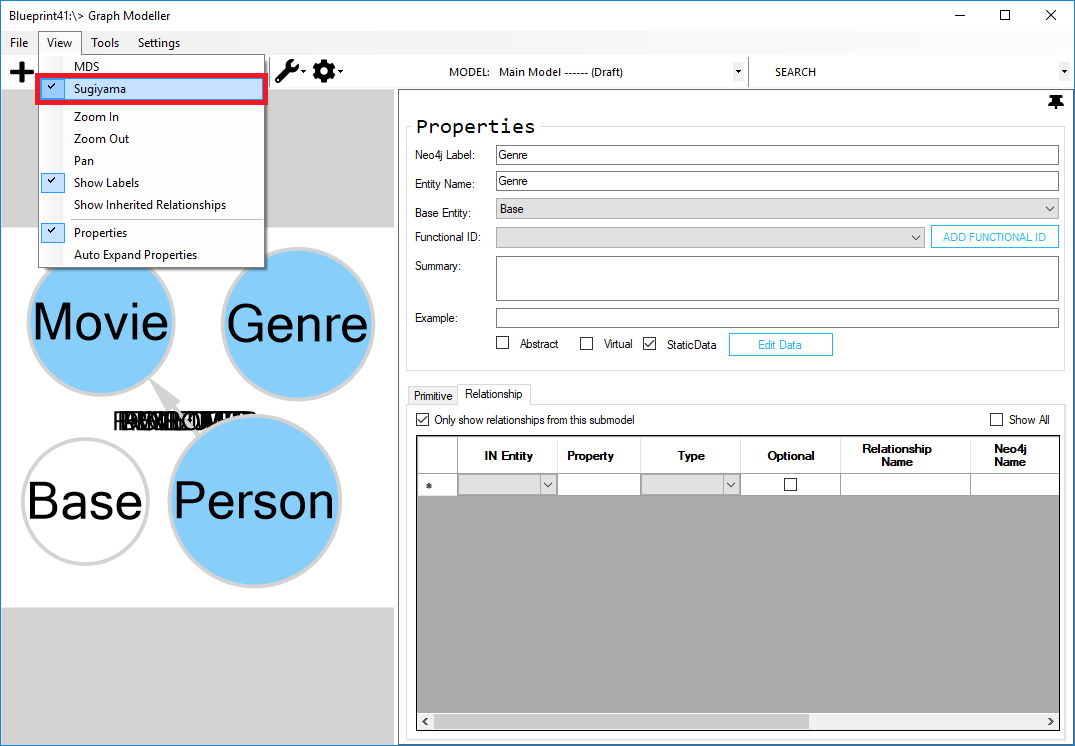 Blueprint41:\> Graph Modeller
File View Tools Settings
MODEL: Main Model ------ (Draft) SEARCH
MDS
Sugiyama
Zoom In
Zoom Out
Pan
Show Labels
Show Inherited Relationships
Properties
Auto Expand Properties
Movie
Genre
Base
Person
Properties
Neo4j Label: Genre
Entity Name: Genre
Base Entity: Base
Functional ID: ADD FUNCTIONAL ID
Summary:
Example:
Abstract Virtual StaticData Edit Data
Primitive Relationship
Only show relationships from this submodel Show All
IN Entity Property Type Optional Relationship Name Neo4j Name